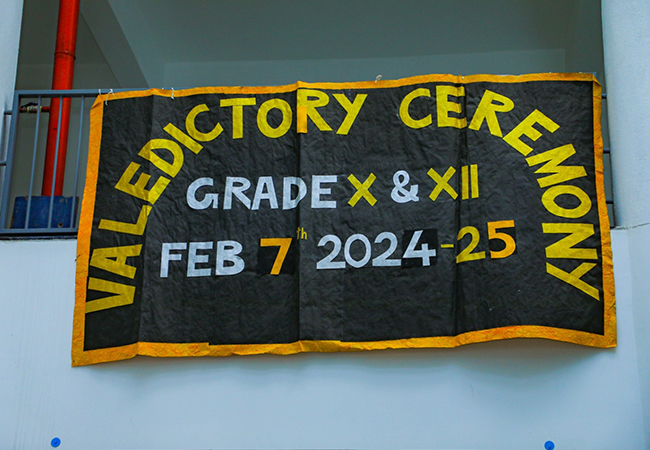 VALEDICTORY CEREMONY
GRADE X & XII
FEB 7th 2024-25